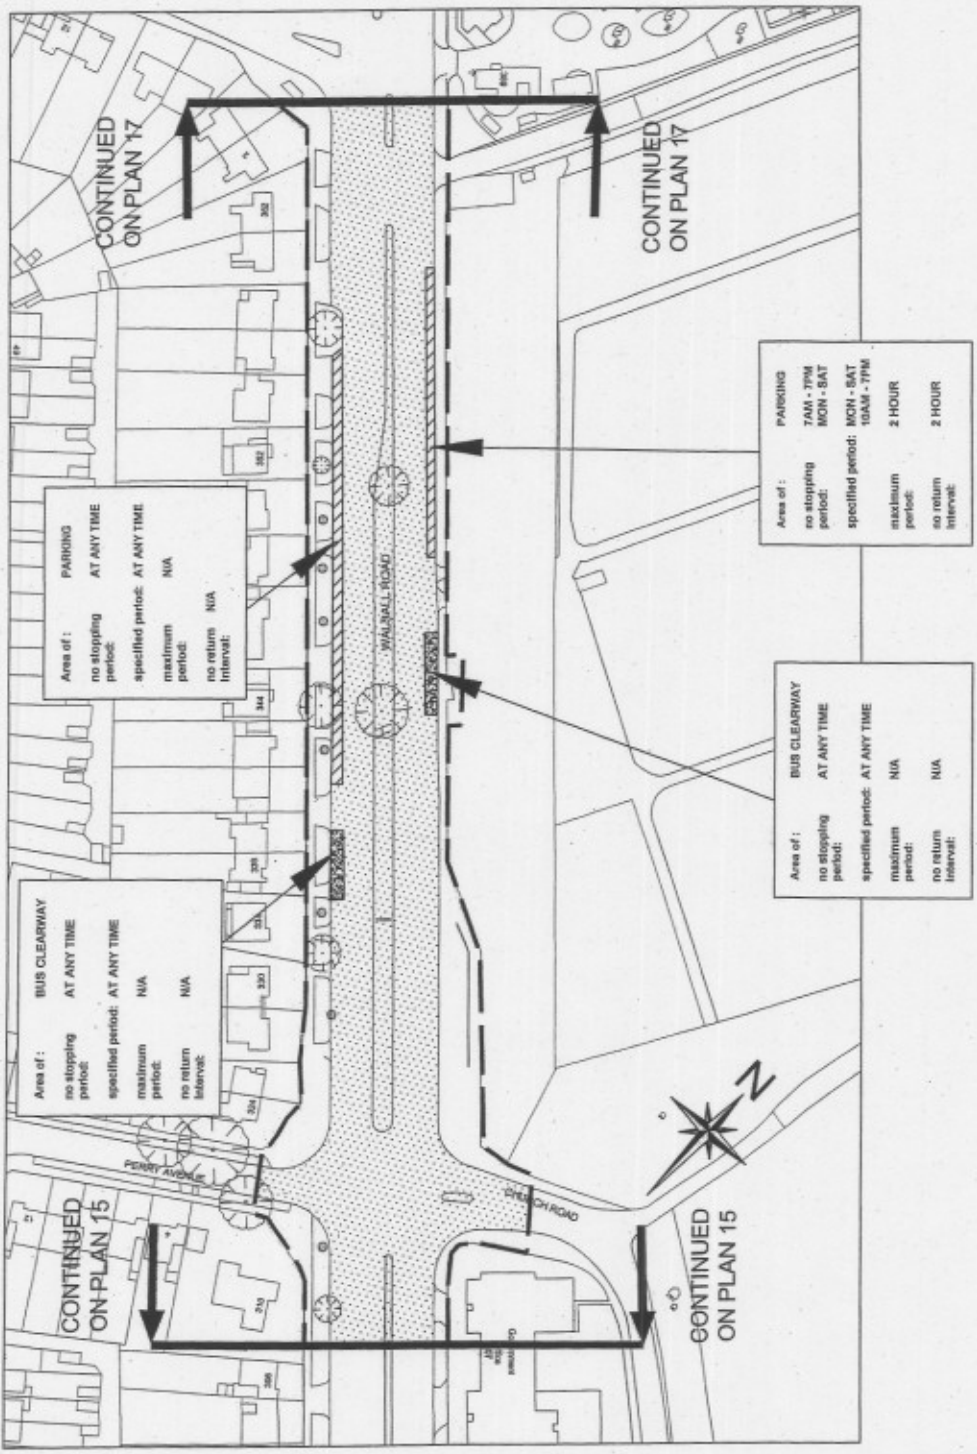 CONTINUED
ON PLAN 17
CONTINUED
ON PLAN 17
CONTINUED
ON PLAN 15
CONTINUED
ON PLAN 15
Area of : PARKING
no stopping period: AT ANY TIME
specified period: AT ANY TIME
maximum period: N/A
no return interval: N/A
Area of : BUS CLEARWAY
no stopping period: AT ANY TIME
specified period: AT ANY TIME
maximum period: N/A
no return interval: N/A
Area of : PARKING
no stopping period: 7AM - 7PM MON - SAT
specified period: MON - SAT 10AM - 7PM
maximum period: 2 HOUR
no return interval: 2 HOUR
Area of : BUS CLEARWAY
no stopping period: AT ANY TIME
specified period: AT ANY TIME
maximum period: N/A
no return interval: N/A
WALSALL ROAD
PERRY AVENUE
CHURCH ROAD
N
302
344
330
324